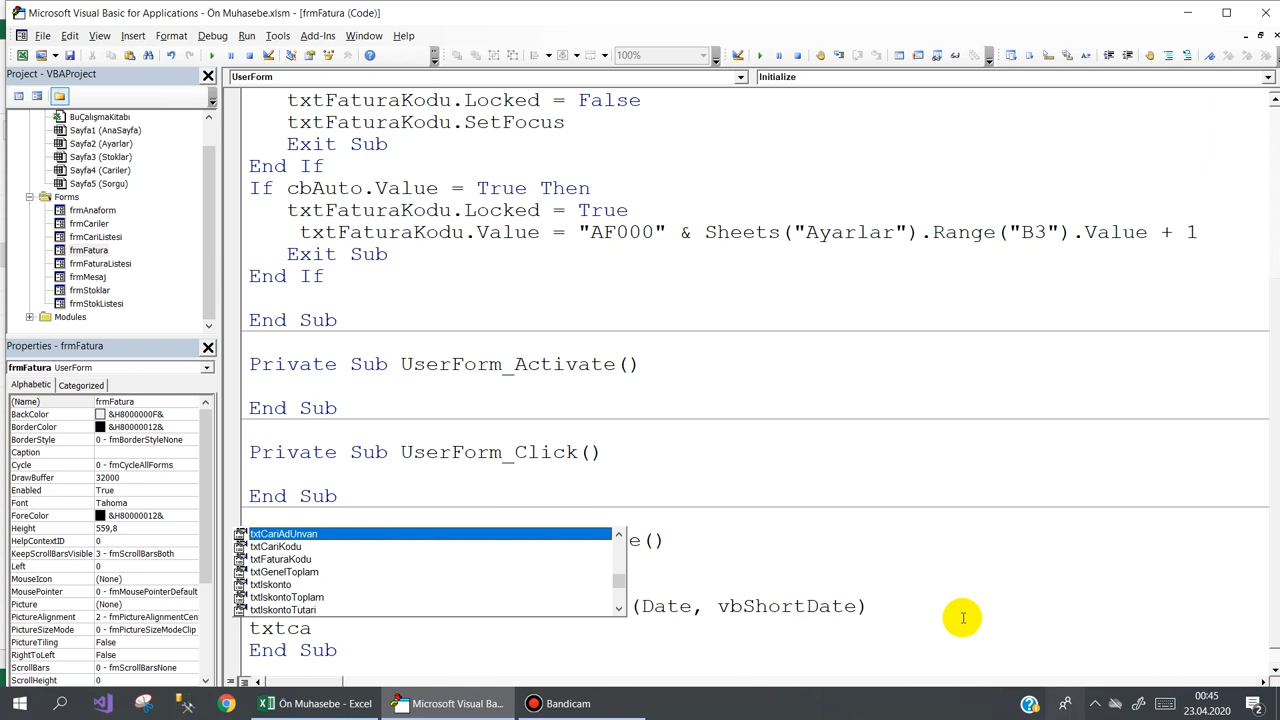 Microsoft Visual Basic for Applications - Ön Muhasebe.xlsm - [frmFatura (Code)]
File Edit View Insert Format Debug Run Tools Add-Ins Window Help
100%
Project - VBAProject
UserForm
Initialize
BuÇalışmaKitabı
Sayfa1 (AnaSayfa)
Sayfa2 (Ayarlar)
Sayfa3 (Stoklar)
Sayfa4 (Cariler)
Sayfa5 (Sorgu)
Forms
frmAnaform
frmCariler
frmCariListesi
frmFatura
frmFaturaListesi
frmMesaj
frmStoklar
frmStokListesi
Modules
Properties - frmFatura
frmFatura UserForm
Alphabetic Categorized
(Name) frmFatura
BackColor &H8000000F&
BorderColor &H80000012&
BorderStyle 0 - fmBorderStyleNone
Caption
Cycle 0 - fmCycleAllForms
DrawBuffer 32000
Enabled True
Font Tahoma
ForeColor &H80000012&
Height 559,8
HelpContextID 0
KeepScrollBarsVisible 3 - fmScrollBarsBoth
Left 0
MouseIcon (None)
MousePointer 0 - fmMousePointerDefault
Picture (None)
PictureAlignment 2 - fmPictureAlignmentCen
PictureSizeMode 0 - fmPictureSizeModeClip
PictureTiling False
RightToLeft False
ScrollBars 0 - fmScrollBarsNone
ScrollHeight 0
txtFaturaKodu.Locked = False
txtFaturaKodu.SetFocus
Exit Sub
End If
If cbAuto.Value = True Then
txtFaturaKodu.Locked = True
txtFaturaKodu.Value = "AF000" & Sheets("Ayarlar").Range("B3").Value + 1
Exit Sub
End If
End Sub
Private Sub UserForm_Activate()
End Sub
Private Sub UserForm_Click()
End Sub
e()
txtCariAdUnvan
txtCariKodu
txtFaturaKodu
txtGenelToplam
txtIskonto
txtIskontoToplam
txtIskontoTutari
(Date, vbShortDate)
txtca
End Sub
Ön Muhasebe - Excel
Microsoft Visual Ba...
Bandicam
00:45
23.04.2020
2